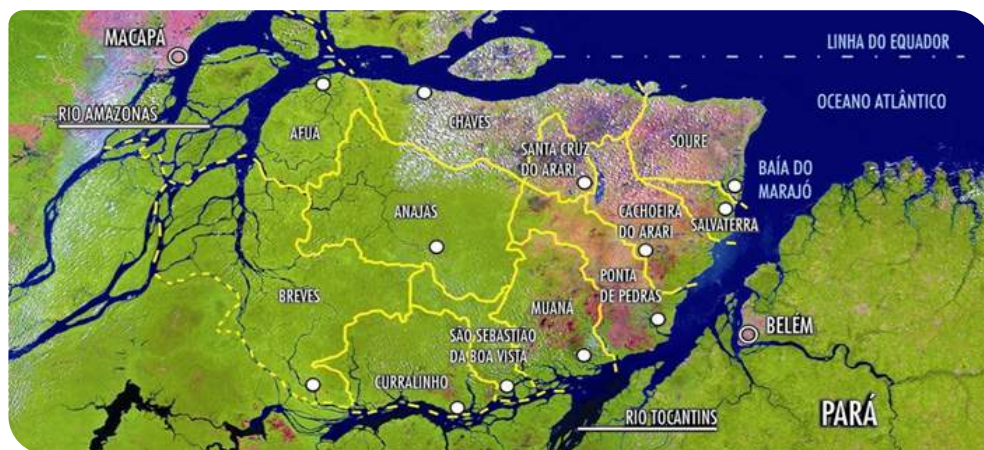 MACAPÁ
LINHA DO EQUADOR
OCEANO ATLÂNTICO
RIO AMAZONAS
AFUÁ
CHAVES
SANTA CRUZ
DO ARARI
SOURE
BAÍA DO
MARAJÓ
ANAJÁS
CACHOEIRA
DO ARARI
SALVATERRA
PONTA
DE PEDRAS
BREVES
MUANÁ
SÃO SEBASTIÃO
DA BOA VISTA
BELÉM
CURRALINHO
RIO TOCANTINS
PARÁ